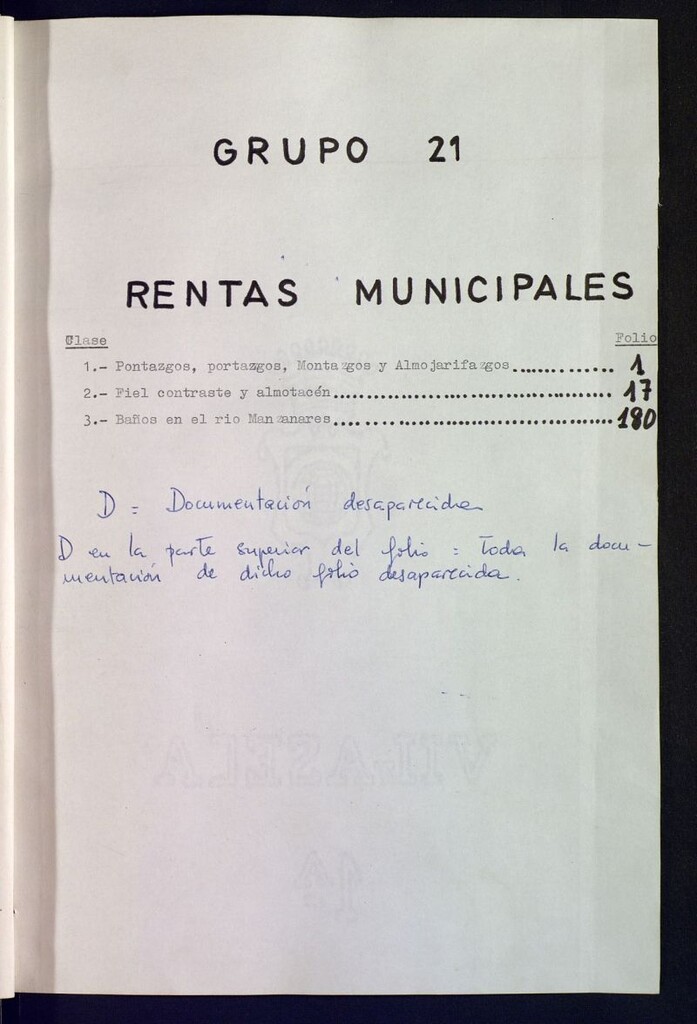 GRUPO 21
RENTAS MUNICIPALES
Clase Folio
1.- Pontazgos, portazgos, Montazgos y Almojarifazgos............. 1
2.- Fiel contraste y almotacén................................... 17
3.- Baños en el rio Manzanares................................... 180
D = Documentación desaparecida
D en la parte superior del folio = Toda la docu-
mentación de dicho folio desaparecida.
VILASECA